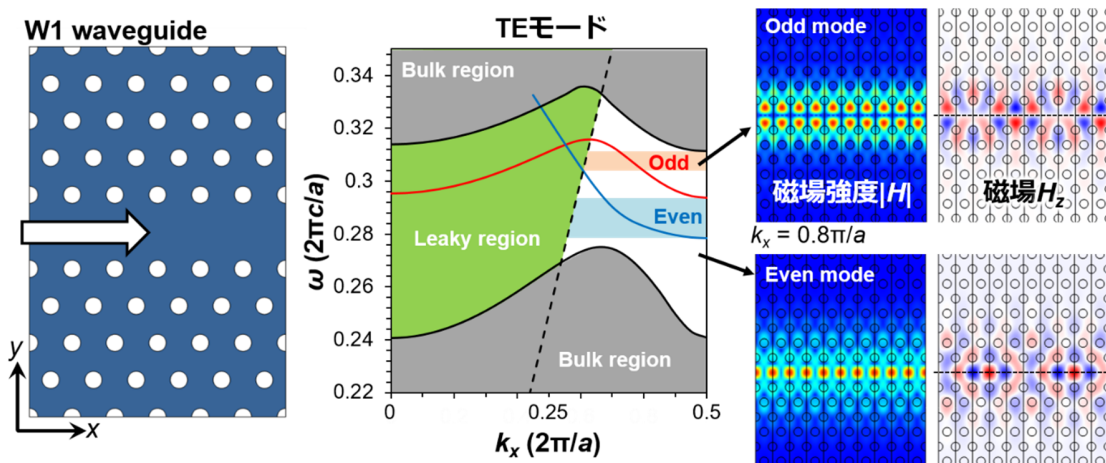 W1 waveguide
y
x
TEモード
ω (2πc/a)
0.34
0.32
0.3
0.28
0.26
0.24
0.22
0
0.25
0.5
kₓ (2π/a)
Bulk region
Leaky region
Odd
Even
Bulk region
Odd mode
磁場強度|H|
磁場Hz
kₓ = 0.8π/a
Even mode